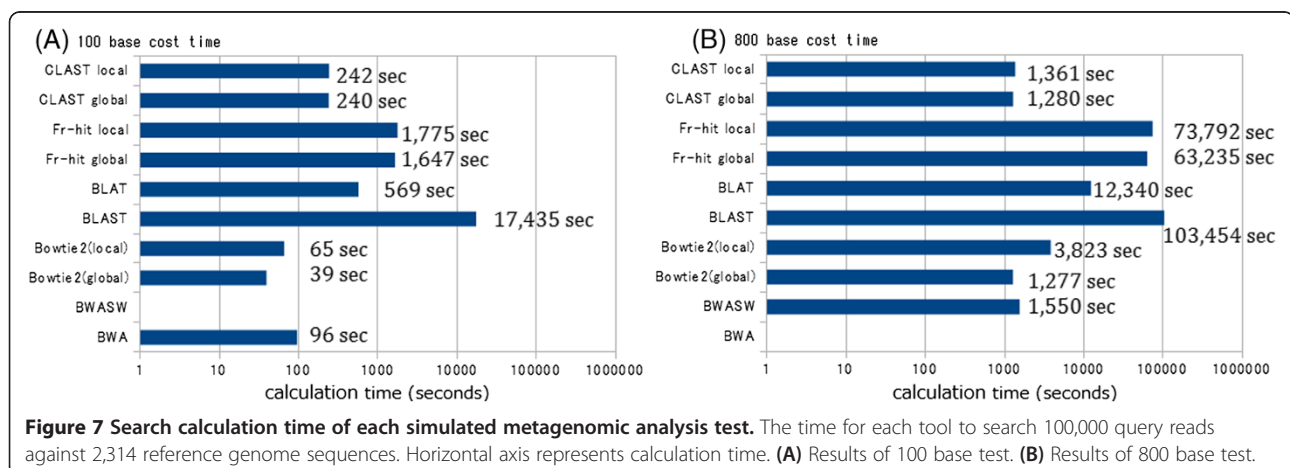 (A) 100 base cost time
CLAST local
242 sec
CLAST global
240 sec
Fr-hit local
1,775 sec
Fr-hit global
1,647 sec
BLAT
569 sec
BLAST
17,435 sec
Bowtie2(local)
65 sec
Bowtie2(global)
39 sec
BWASW
BWA
96 sec
1 10 100 1000 10000 100000 1000000
calculation time (seconds)
(B) 800 base cost time
CLAST local
1,361 sec
CLAST global
1,280 sec
Fr-hit local
73,792 sec
Fr-hit global
63,235 sec
BLAT
12,340 sec
BLAST
103,454 sec
Bowtie2(local)
3,823 sec
Bowtie2(global)
1,277 sec
BWASW
1,550 sec
BWA
1 10 100 1000 10000 100000 1000000
calculation time (seconds)
Figure 7 Search calculation time of each simulated metagenomic analysis test. The time for each tool to search 100,000 query reads
against 2,314 reference genome sequences. Horizontal axis represents calculation time. (A) Results of 100 base test. (B) Results of 800 base test.